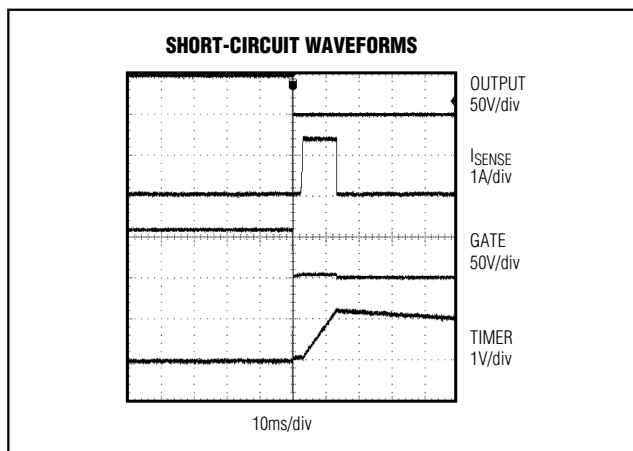 SHORT-CIRCUIT WAVEFORMS
OUTPUT
50V/div
ISENSE
1A/div
GATE
50V/div
TIMER
1V/div
10ms/div